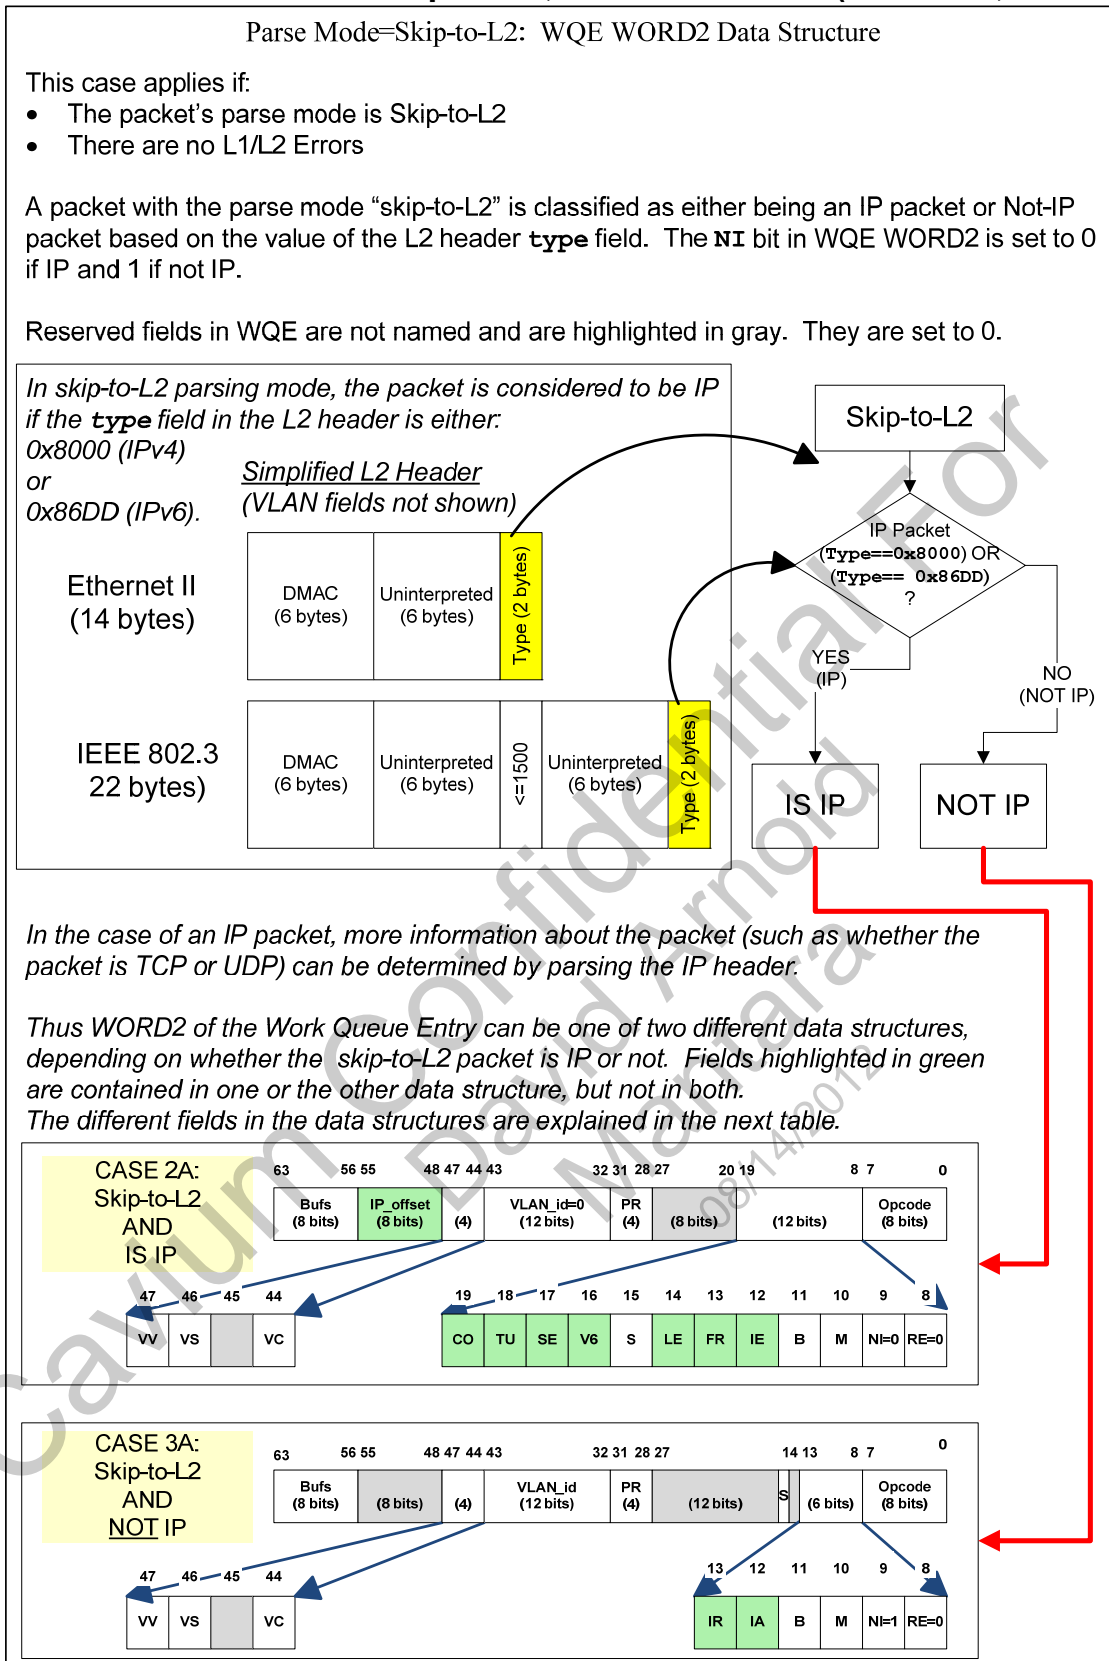 Parse Mode=Skip-to-L2: WQE WORD2 Data Structure
This case applies if:
• The packet's parse mode is Skip-to-L2
• There are no L1/L2 Errors
A packet with the parse mode “skip-to-L2” is classified as either being an IP packet or Not-IP
packet based on the value of the L2 header type field. The NI bit in WQE WORD2 is set to 0
if IP and 1 if not IP.
Reserved fields in WQE are not named and are highlighted in gray. They are set to 0.
In skip-to-L2 parsing mode, the packet is considered to be IP
if the type field in the L2 header is either:
0x8000 (IPv4)
or
0x86DD (IPv6).
Simplified L2 Header
(VLAN fields not shown)
Ethernet II
(14 bytes)
DMAC
(6 bytes)
Uninterpreted
(6 bytes)
Type (2 bytes)
IEEE 802.3
22 bytes)
DMAC
(6 bytes)
Uninterpreted
(6 bytes)
<=1500
Uninterpreted
(6 bytes)
Type (2 bytes)
Skip-to-L2
IP Packet
(Type==0x8000) OR
(Type== 0x86DD)
?
YES
(IP)
NO
(NOT IP)
IS IP
NOT IP
In the case of an IP packet, more information about the packet (such as whether the
packet is TCP or UDP) can be determined by parsing the IP header.
Thus WORD2 of the Work Queue Entry can be one of two different data structures,
depending on whether the skip-to-L2 packet is IP or not. Fields highlighted in green
are contained in one or the other data structure, but not in both.
The different fields in the data structures are explained in the next table.
CASE 2A:
Skip-to-L2
AND
IS IP
63 56 55 48 47 44 43 32 31 28 27 20 19 8 7 0
Bufs
(8 bits)
IP_offset
(8 bits)
(4)
VLAN_id=0
(12 bits)
PR
(4)
(8 bits)
(12 bits)
Opcode
(8 bits)
47 46 45 44
VV VS VC
19 18 17 16 15 14 13 12 11 10 9 8
CO TU SE V6 S LE FR IE B M NI=0 RE=0
CASE 3A:
Skip-to-L2
AND
NOT IP
63 56 55 48 47 44 43 32 31 28 27 14 13 8 7 0
Bufs
(8 bits)
(8 bits)
(4)
VLAN_id
(12 bits)
PR
(4)
(12 bits)
S
(6 bits)
Opcode
(8 bits)
47 46 45 44
VV VS VC
13 12 11 10 9 8
IR IA B M NI=1 RE=0
Cavium Confidential For
David Arnold
Mantara
08/14/2012